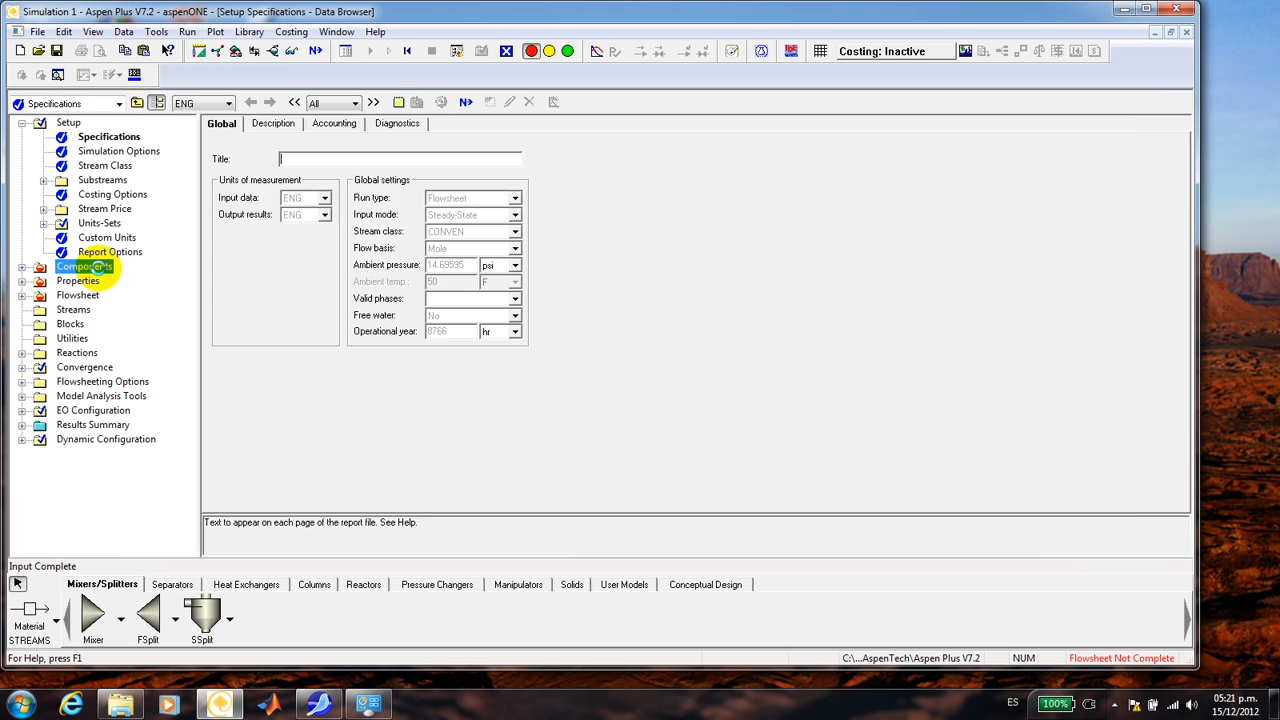 Simulation 1 - Aspen Plus V7.2 - aspenONE - [Setup Specifications - Data Browser]
File Edit View Data Tools Run Plot Library Costing Window Help
Costing: Inactive
Specifications ENG All N>
Setup
Specifications
Simulation Options
Stream Class
Substreams
Costing Options
Stream Price
Units-Sets
Custom Units
Report Options
Components
Properties
Flowsheet
Streams
Blocks
Utilities
Reactions
Convergence
Flowsheeting Options
Model Analysis Tools
EO Configuration
Results Summary
Dynamic Configuration
Global Description Accounting Diagnostics
Title:
Units of measurement
Input data: ENG
Output results: ENG
Global settings
Run type: Flowsheet
Input mode: Steady-State
Stream class: CONVEN
Flow basis: Mole
Ambient pressure: 14.69595 psi
Ambient temp.: 50 F
Valid phases:
Free water: No
Operational year: 8766 hr
Text to appear on each page of the report file. See Help.
Input Complete
Mixers/Splitters Separators Heat Exchangers Columns Reactors Pressure Changers Manipulators Solids User Models Conceptual Design
Material
STREAMS
Mixer FSplit SSplit
For Help, press F1 C:\...AspenTech\Aspen Plus V7.2 NUM Flowsheet Not Complete
ES 100% 05:21 p.m.
15/12/2012